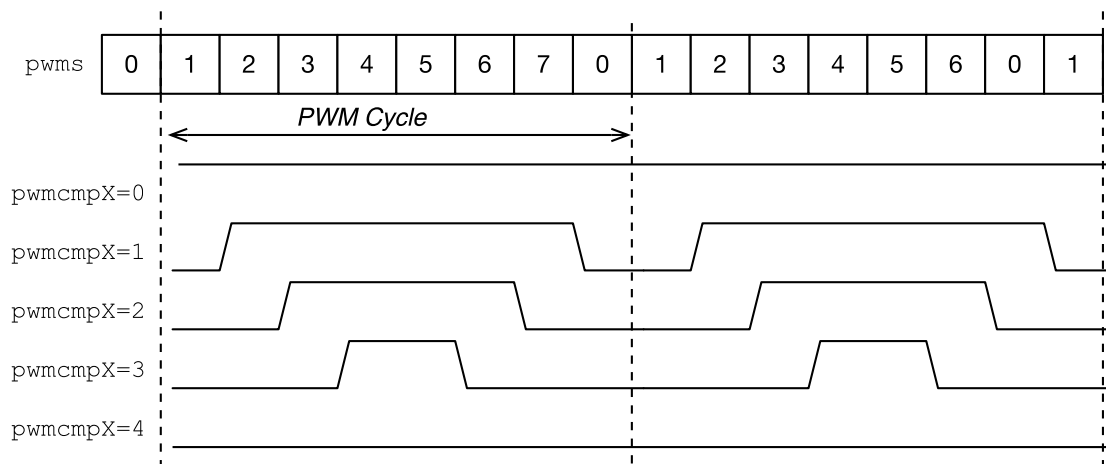 pwms 0 1 2 3 4 5 6 7 0 1 2 3 4 5 6 0 1
PWM Cycle
pwmcmpX=0
pwmcmpX=1
pwmcmpX=2
pwmcmpX=3
pwmcmpX=4